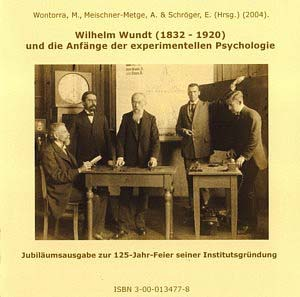 Wontorra, M., Meischner-Metge, A. & Schröger, E. (Hrsg.) (2004).
Wilhelm Wundt (1832 - 1920)
und die Anfänge der experimentellen Psychologie
Jubiläumsausgabe zur 125-Jahr-Feier seiner Institutsgründung
ISBN 3-00-013477-8